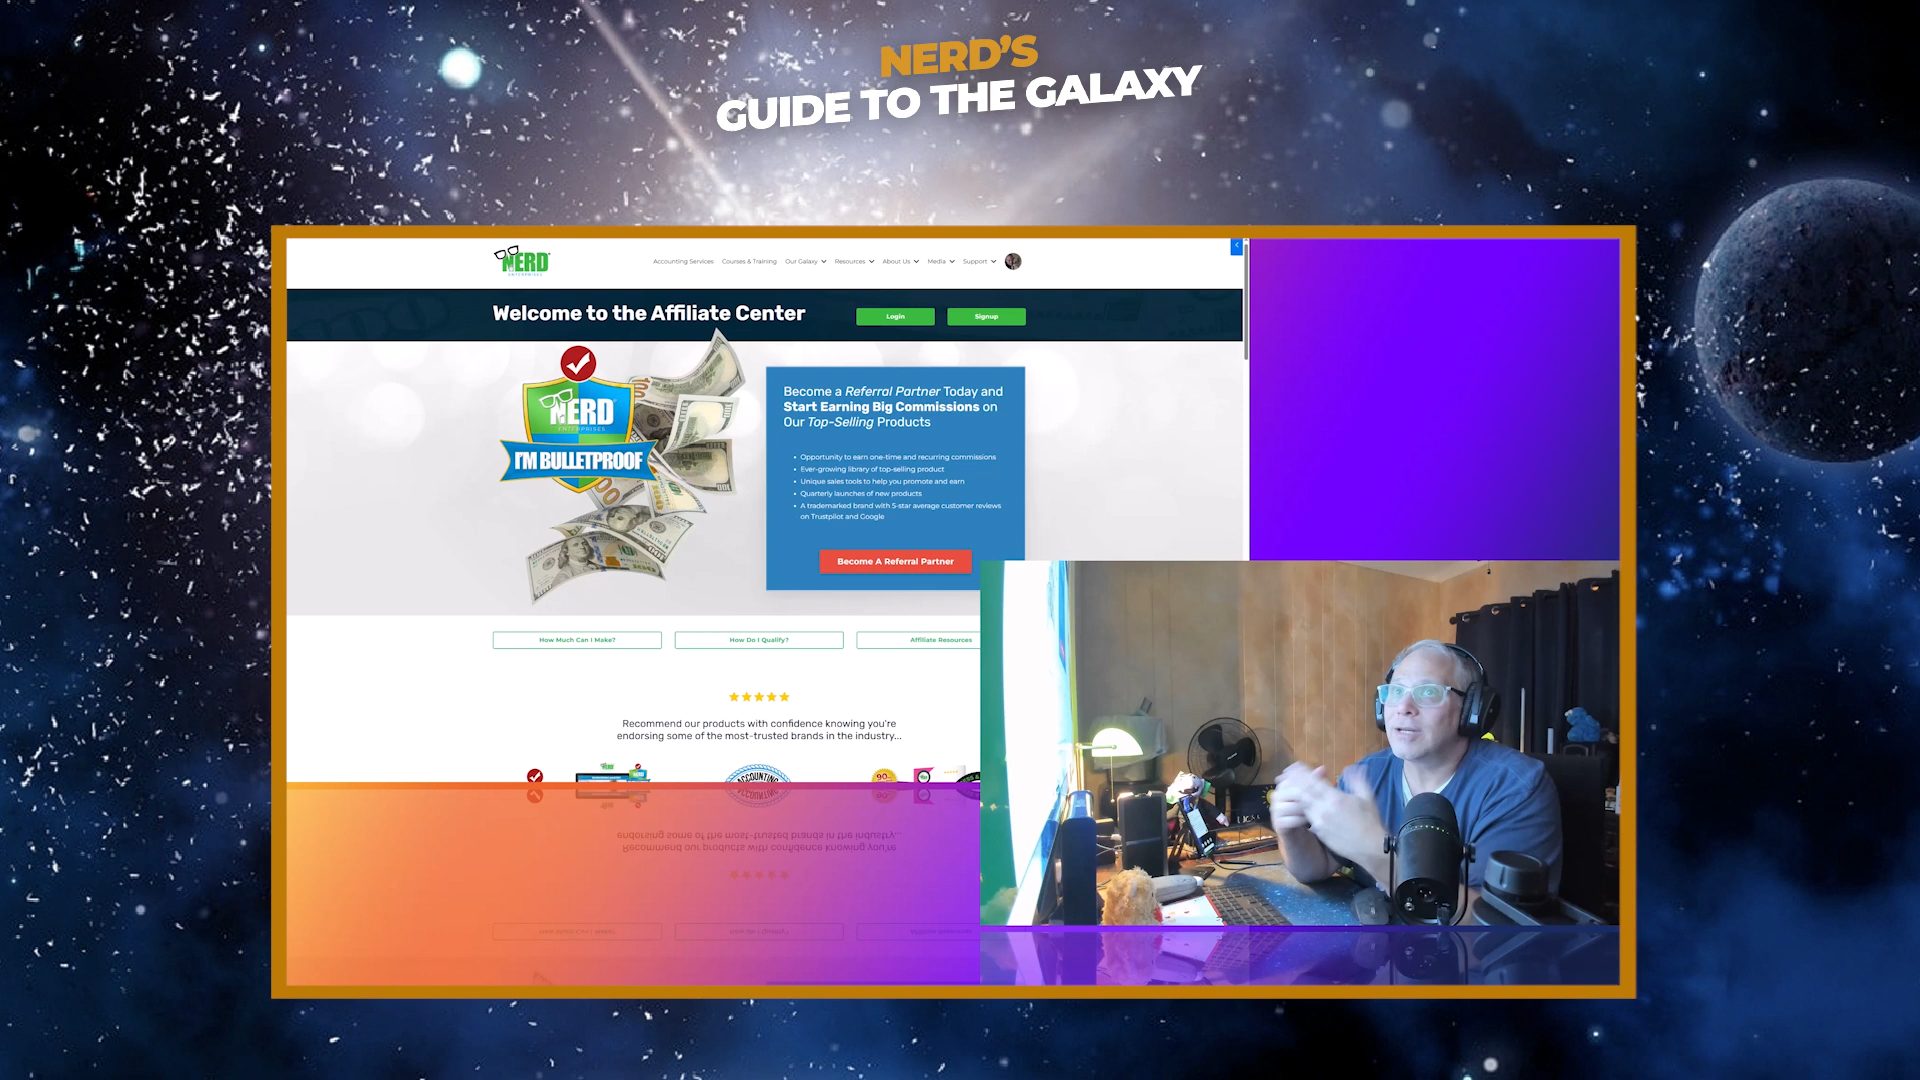 NERD'S
GUIDE TO THE GALAXY
NERD
ENTERPRISES
Accounting Services
Courses & Training
Our Galaxy
Resources
About Us
Media
Support
Welcome to the Affiliate Center
Login
Signup
NERD
ENTERPRISES
I'M BULLETPROOF
Become a Referral Partner Today and
Start Earning Big Commissions on
Our Top-Selling Products
Opportunity to earn one-time and recurring commissions
Ever-growing library of top-selling product
Unique sales tools to help you promote and earn
Quarterly launches of new products
A trademarked brand with 5-star average customer reviews
on Trustpilot and Google
Become A Referral Partner
How Much Can I Make?
How Do I Qualify?
Affiliate Resources
Recommend our products with confidence knowing you're
endorsing some of the most-trusted brands in the industry...
NERD
ACCOUNTING
90